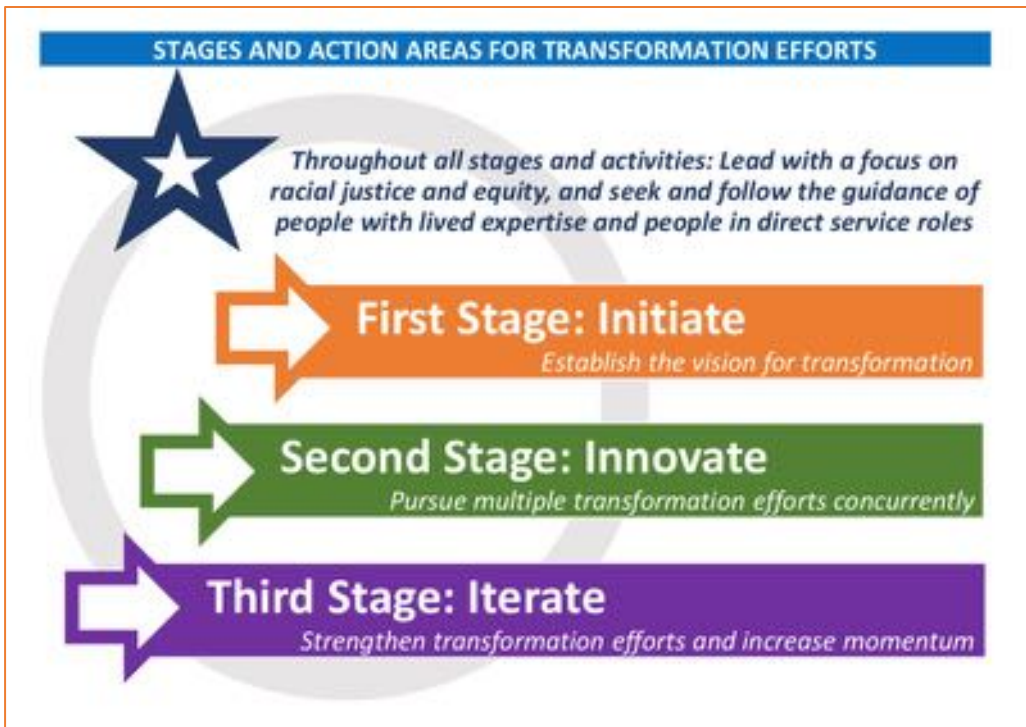 STAGES AND ACTION AREAS FOR TRANSFORMATION EFFORTS
Throughout all stages and activities: Lead with a focus on
racial justice and equity, and seek and follow the guidance of
people with lived expertise and people in direct service roles
First Stage: Initiate
Establish the vision for transformation
Second Stage: Innovate
Pursue multiple transformation efforts concurrently
Third Stage: Iterate
Strengthen transformation efforts and increase momentum